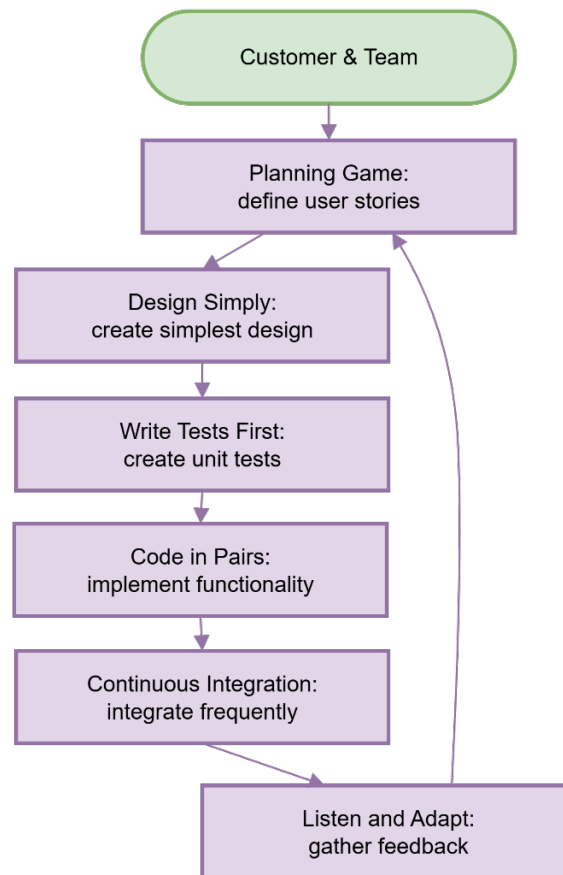 Customer & Team
Planning Game:
define user stories
Design Simply:
create simplest design
Write Tests First:
create unit tests
Code in Pairs:
implement functionality
Continuous Integration:
integrate frequently
Listen and Adapt:
gather feedback